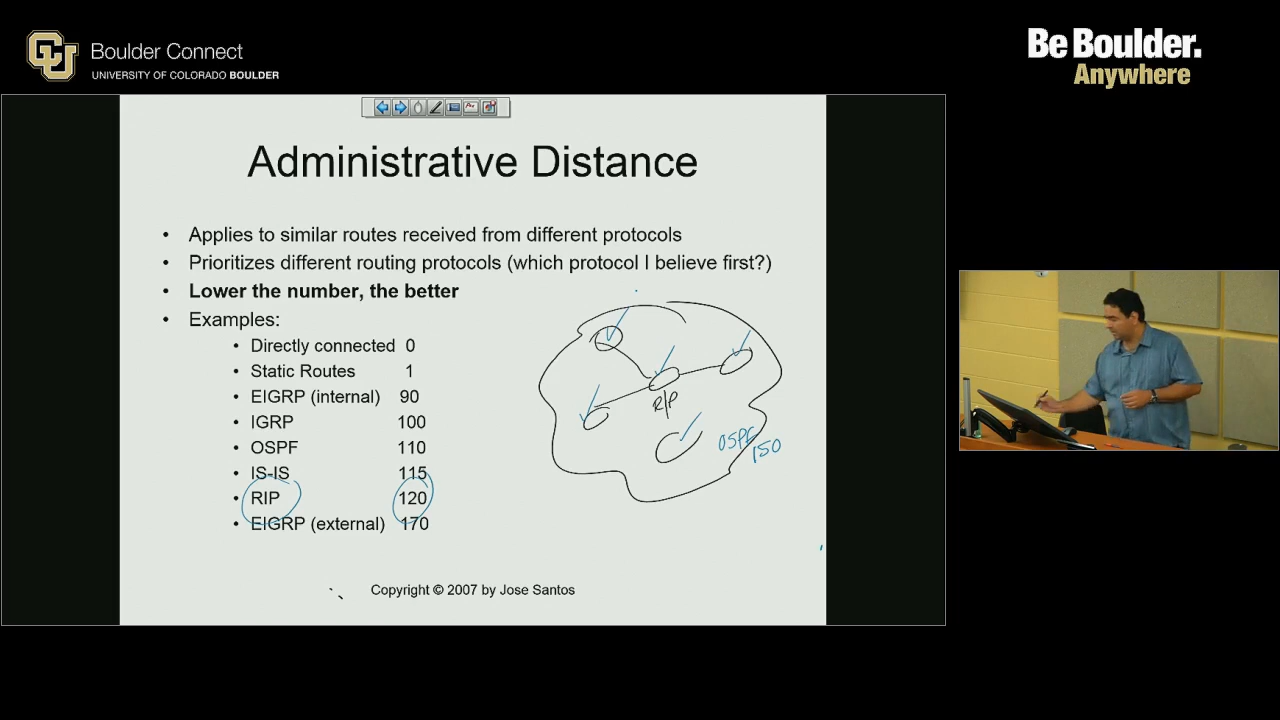 CU
Boulder Connect
UNIVERSITY OF COLORADO BOULDER
Be Boulder.
Anywhere
Administrative Distance
• Applies to similar routes received from different protocols
• Prioritizes different routing protocols (which protocol I believe first?)
• Lower the number, the better
• Examples:
• Directly connected 0
• Static Routes 1
• EIGRP (internal) 90
• IGRP 100
• OSPF 110
• IS-IS 115
• RIP 120
• EIGRP (external) 170
RIP
OSPF
150
Copyright © 2007 by Jose Santos